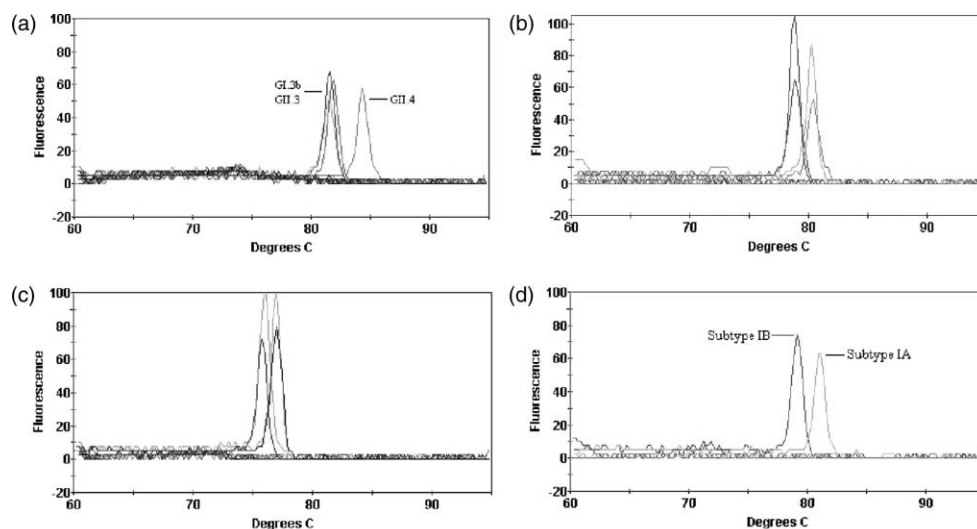 (a)
Fluorescence
100
80
60
40
20
0
-20
GI.3b
GII.3
GII.4
60
70
80
90
Degrees C
(b)
Fluorescence
100
80
60
40
20
0
-20
60
70
80
90
Degrees C
(c)
Fluorescence
100
80
60
40
20
0
-20
60
70
80
90
Degrees C
(d)
Fluorescence
100
80
60
40
20
0
-20
Subtype IB
Subtype IA
60
70
80
90
Degrees C